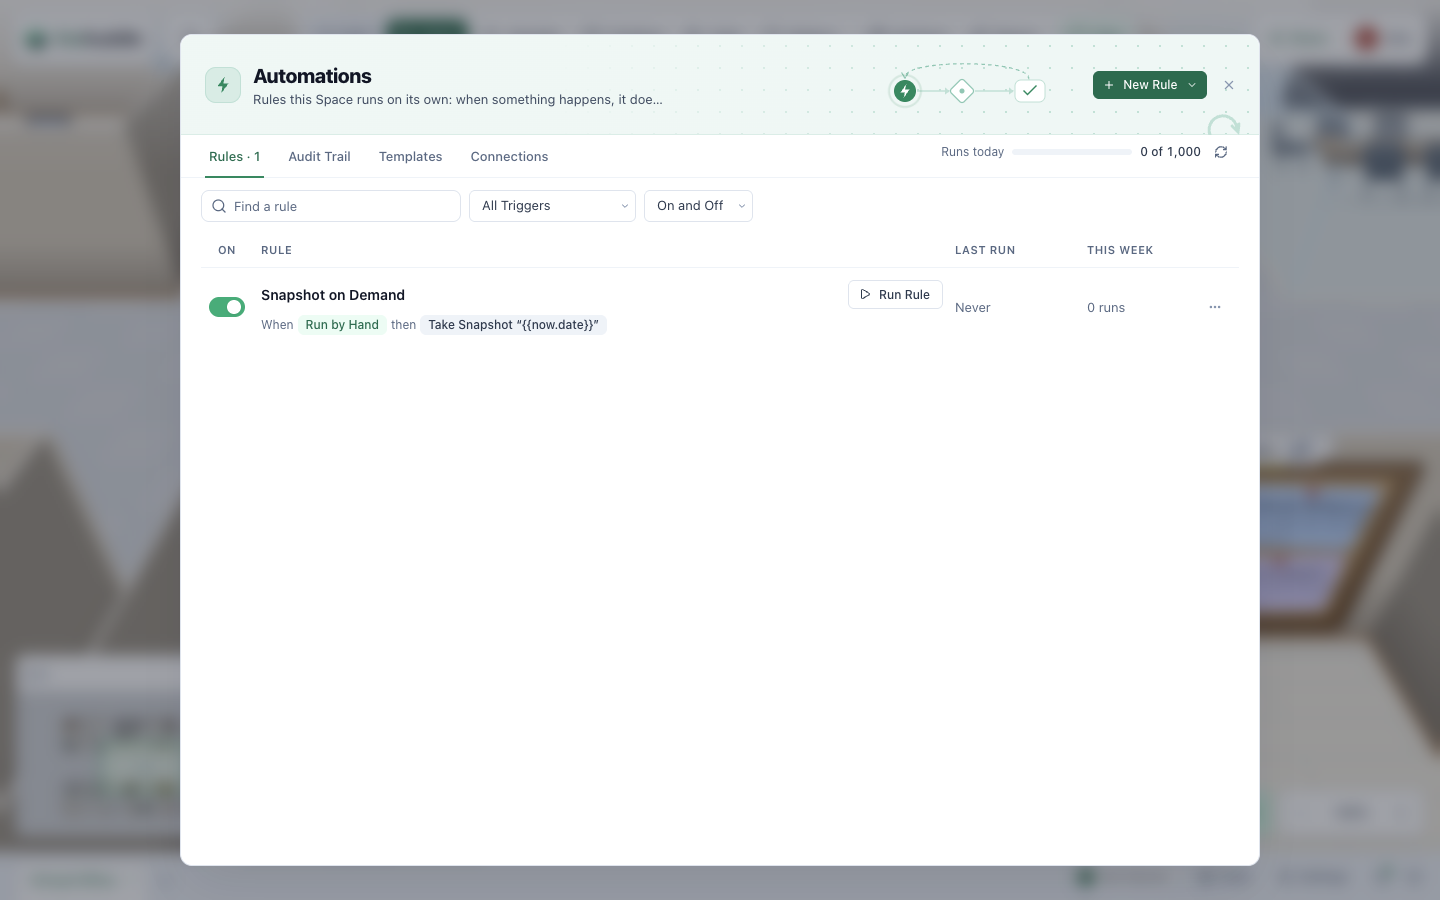 Automations
Rules this Space runs on its own: when something happens, it doe...
New Rule
Rules · 1
Audit Trail
Templates
Connections
Runs today
0 of 1,000
Find a rule
All Triggers
On and Off
ON
RULE
LAST RUN
THIS WEEK
Snapshot on Demand
Run Rule
When Run by Hand then Take Snapshot “{{now.date}}”
Never
0 runs